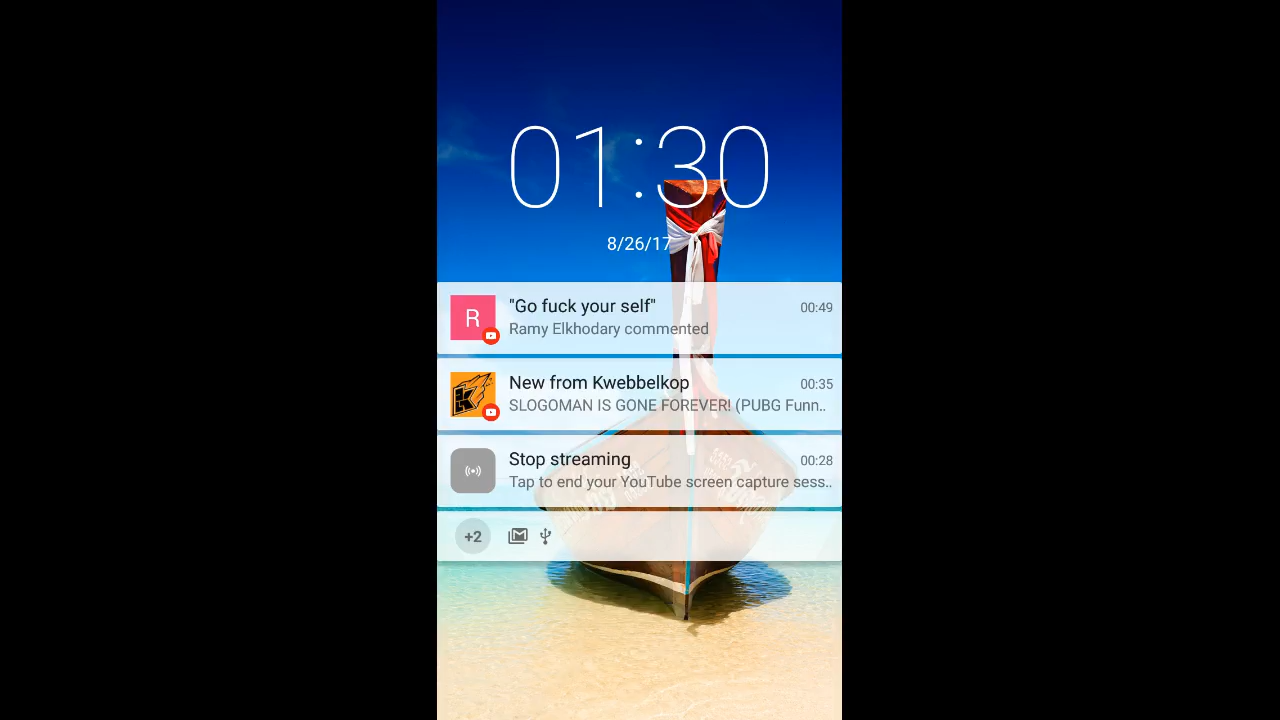 01:30
8/26/17
R
"Go fuck your self"
00:49
Ramy Elkhodary commented
New from Kwebbelkop
00:35
SLOGOMAN IS GONE FOREVER! (PUBG Funn..
Stop streaming
00:28
Tap to end your YouTube screen capture sess..
+2